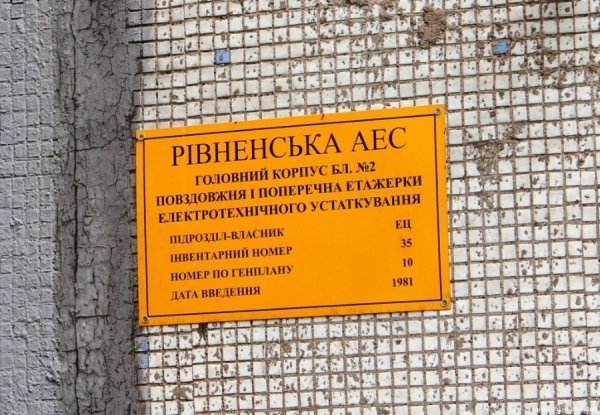 РІВНЕНСЬКА АЕС
ГОЛОВНИЙ КОРПУС БЛ. №2
ПОВЗДОВЖНЯ І ПОПЕРЕЧНА ЕТАЖЕРКИ
ЕЛЕКТРОТЕХНІЧНОГО УСТАТКУВАННЯ
ПІДРОЗДІЛ-ВЛАСНИК ЕЦ
ІНВЕНТАРНИЙ НОМЕР 35
НОМЕР ПО ГЕНПЛАНУ 10
ДАТА ВВЕДЕННЯ 1981